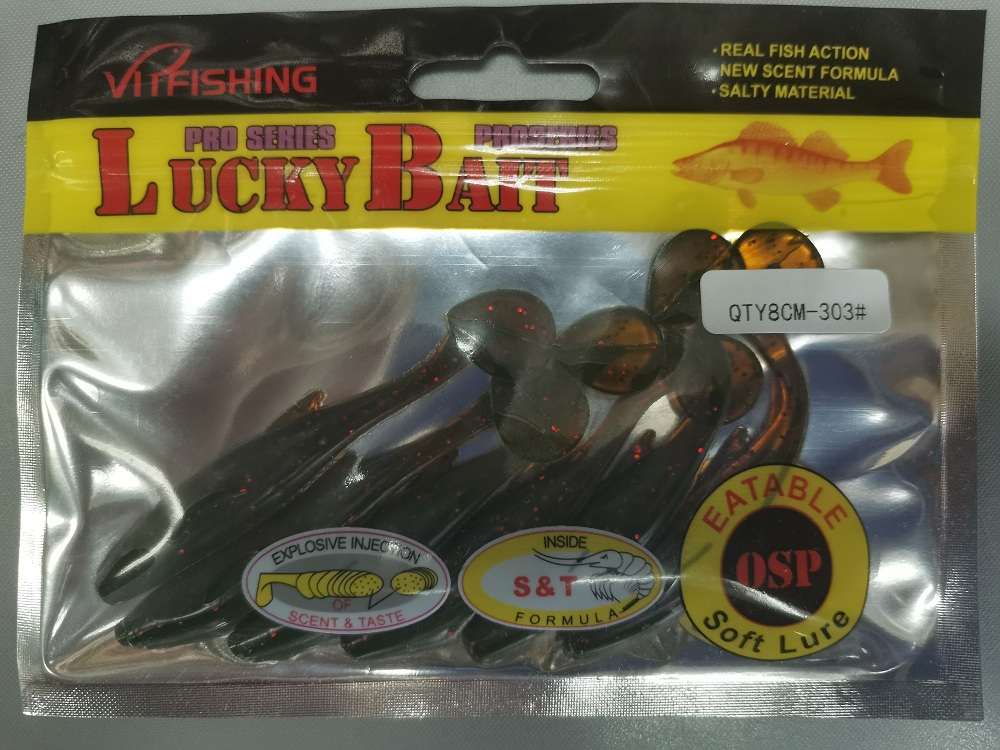 VITFISHING
· REAL FISH ACTION
NEW SCENT FORMULA
· SALTY MATERIAL
PRO SERIES PROSERIES
LUCKY BAIT
QTY8CM-303#
EXPLOSIVE INJECTION
OF
SCENT & TASTE
INSIDE
S & T
FORMULA
EATABLE
OSP
Soft Lure